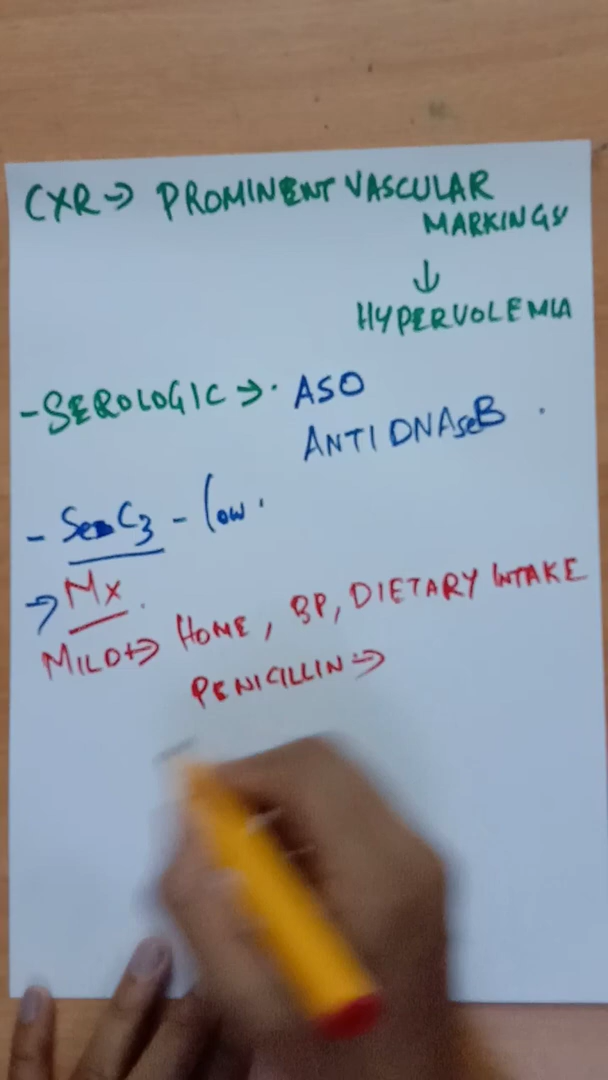 CXR → PROMINENT VASCULAR
MARKINGS
↓
HYPERVOLEMIA
- SEROLOGIC → · ASO
ANTI DNAseB .
- C3 - Low .
→ Mx .
MILD → HOME, BP, DIETARY INTAKE
PENICILLIN →